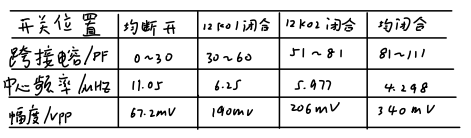 开关位置 均断开 12K01闭合 12K02闭合 均闭合
跨接电容/PF 0~30 30~60 51~81 81~111
中心频率/MHZ 11.05 6.25 5.977 4.298
幅度/VPP 67.2mV 190mV 206mV 340mV